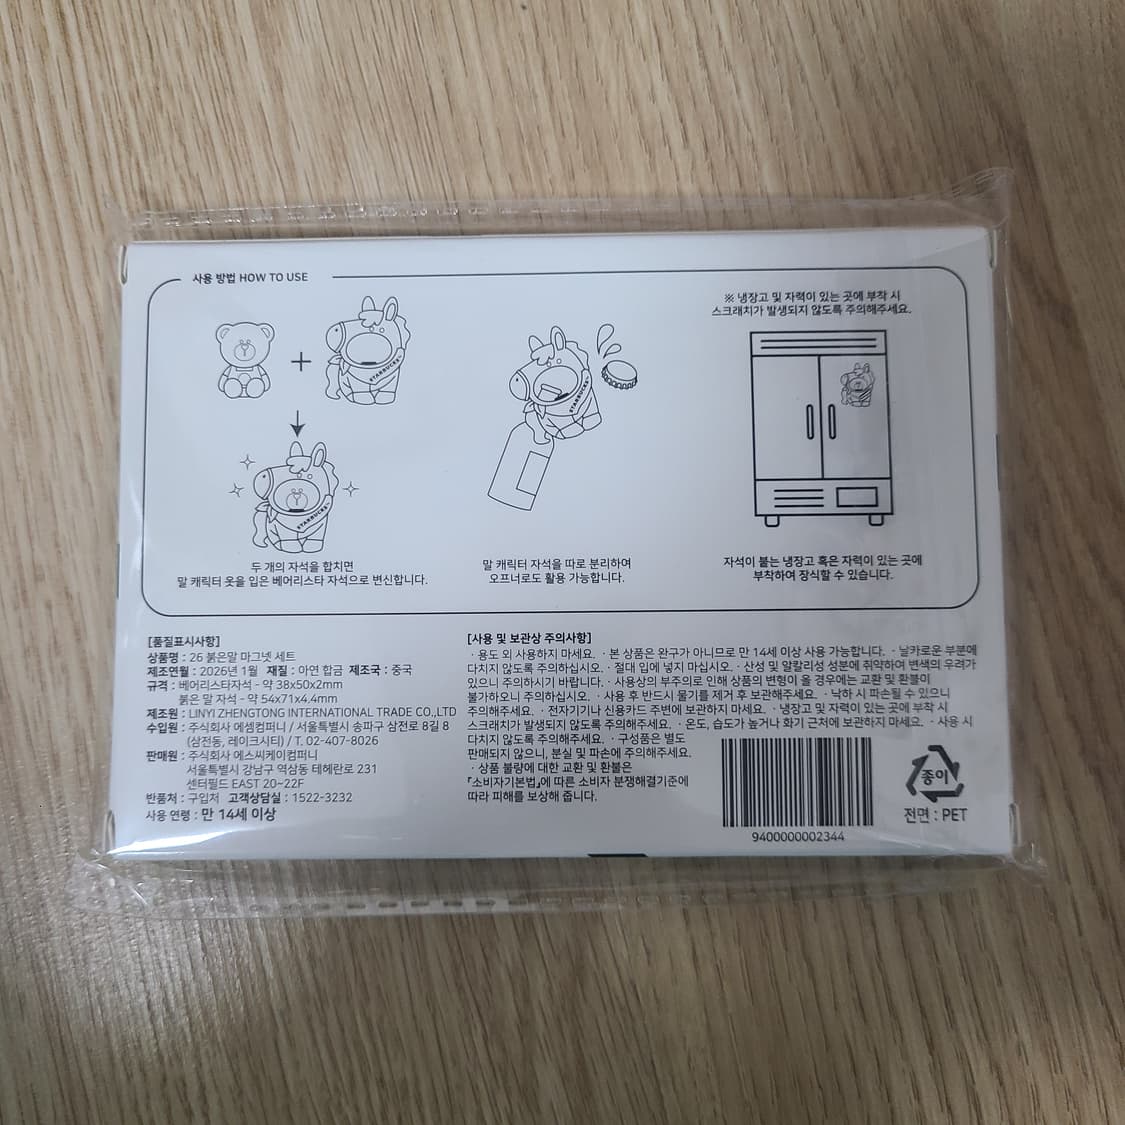 사용 방법 HOW TO USE
※ 냉장고 및 자력이 있는 곳에 부착 시
스크래치가 발생되지 않도록 주의해주세요.
STARBUCKS
STARBUCKS
STARBUCKS
두 개의 자석을 합치면
말 캐릭터 옷을 입은 베어리스타 자석으로 변신합니다.
말 캐릭터 자석을 따로 분리하여
오프너로도 활용 가능합니다.
자석이 붙는 냉장고 혹은 자력이 있는 곳에
부착하여 장식할 수 있습니다.
[품질표시사항]
상품명 : 26 붉은말 마그넷 세트
제조연월 : 2026년 1월 재질 : 아연 합금 제조국 : 중국
규격 : 베어리스타자석 - 약 38x50x2mm
붉은 말 자석 - 약 54x71x4.4mm
제조원 : LINYI ZHENGTONG INTERNATIONAL TRADE CO.,LTD
수입원 : 주식회사 에셈컴퍼니 / 서울특별시 송파구 삼전로 8길 8
(삼전동, 레이크시티) / T. 02-407-8026
판매원 : 주식회사 에스씨케이컴퍼니
서울특별시 강남구 역삼동 테헤란로 231
센터필드 EAST 20~22F
반품처 : 구입처 고객상담실 : 1522-3232
사용 연령 : 만 14세 이상
[사용 및 보관상 주의사항]
· 용도 외 사용하지 마세요. · 본 상품은 완구가 아니므로 만 14세 이상 사용 가능합니다. · 날카로운 부분에
다치지 않도록 주의하십시오. · 절대 입에 넣지 마십시오. · 산성 및 알칼리성 성분에 취약하여 변색의 우려가
있으니 주의하시기 바랍니다. · 사용상의 부주의로 인해 상품의 변형이 올 경우에는 교환 및 환불이
불가하오니 주의하십시오. · 사용 후 반드시 물기를 제거 후 보관해주세요. · 낙하 시 파손될 수 있으니
주의해주세요. · 전자기기나 신용카드 주변에 보관하지 마세요. · 냉장고 및 자력이 있는 곳에 부착 시
스크래치가 발생되지 않도록 주의해주세요. · 온도, 습도가 높거나 화기 근처에 보관하지 마세요. · 사용 시
다치지 않도록 주의해주세요. · 구성품은 별도
판매되지 않으니, 분실 및 파손에 주의해주세요.
· 상품 불량에 대한 교환 및 환불은
「소비자기본법」에 따른 소비자 분쟁해결기준에
따라 피해를 보상해 줍니다.
9400000002344
종이
전면 : PET